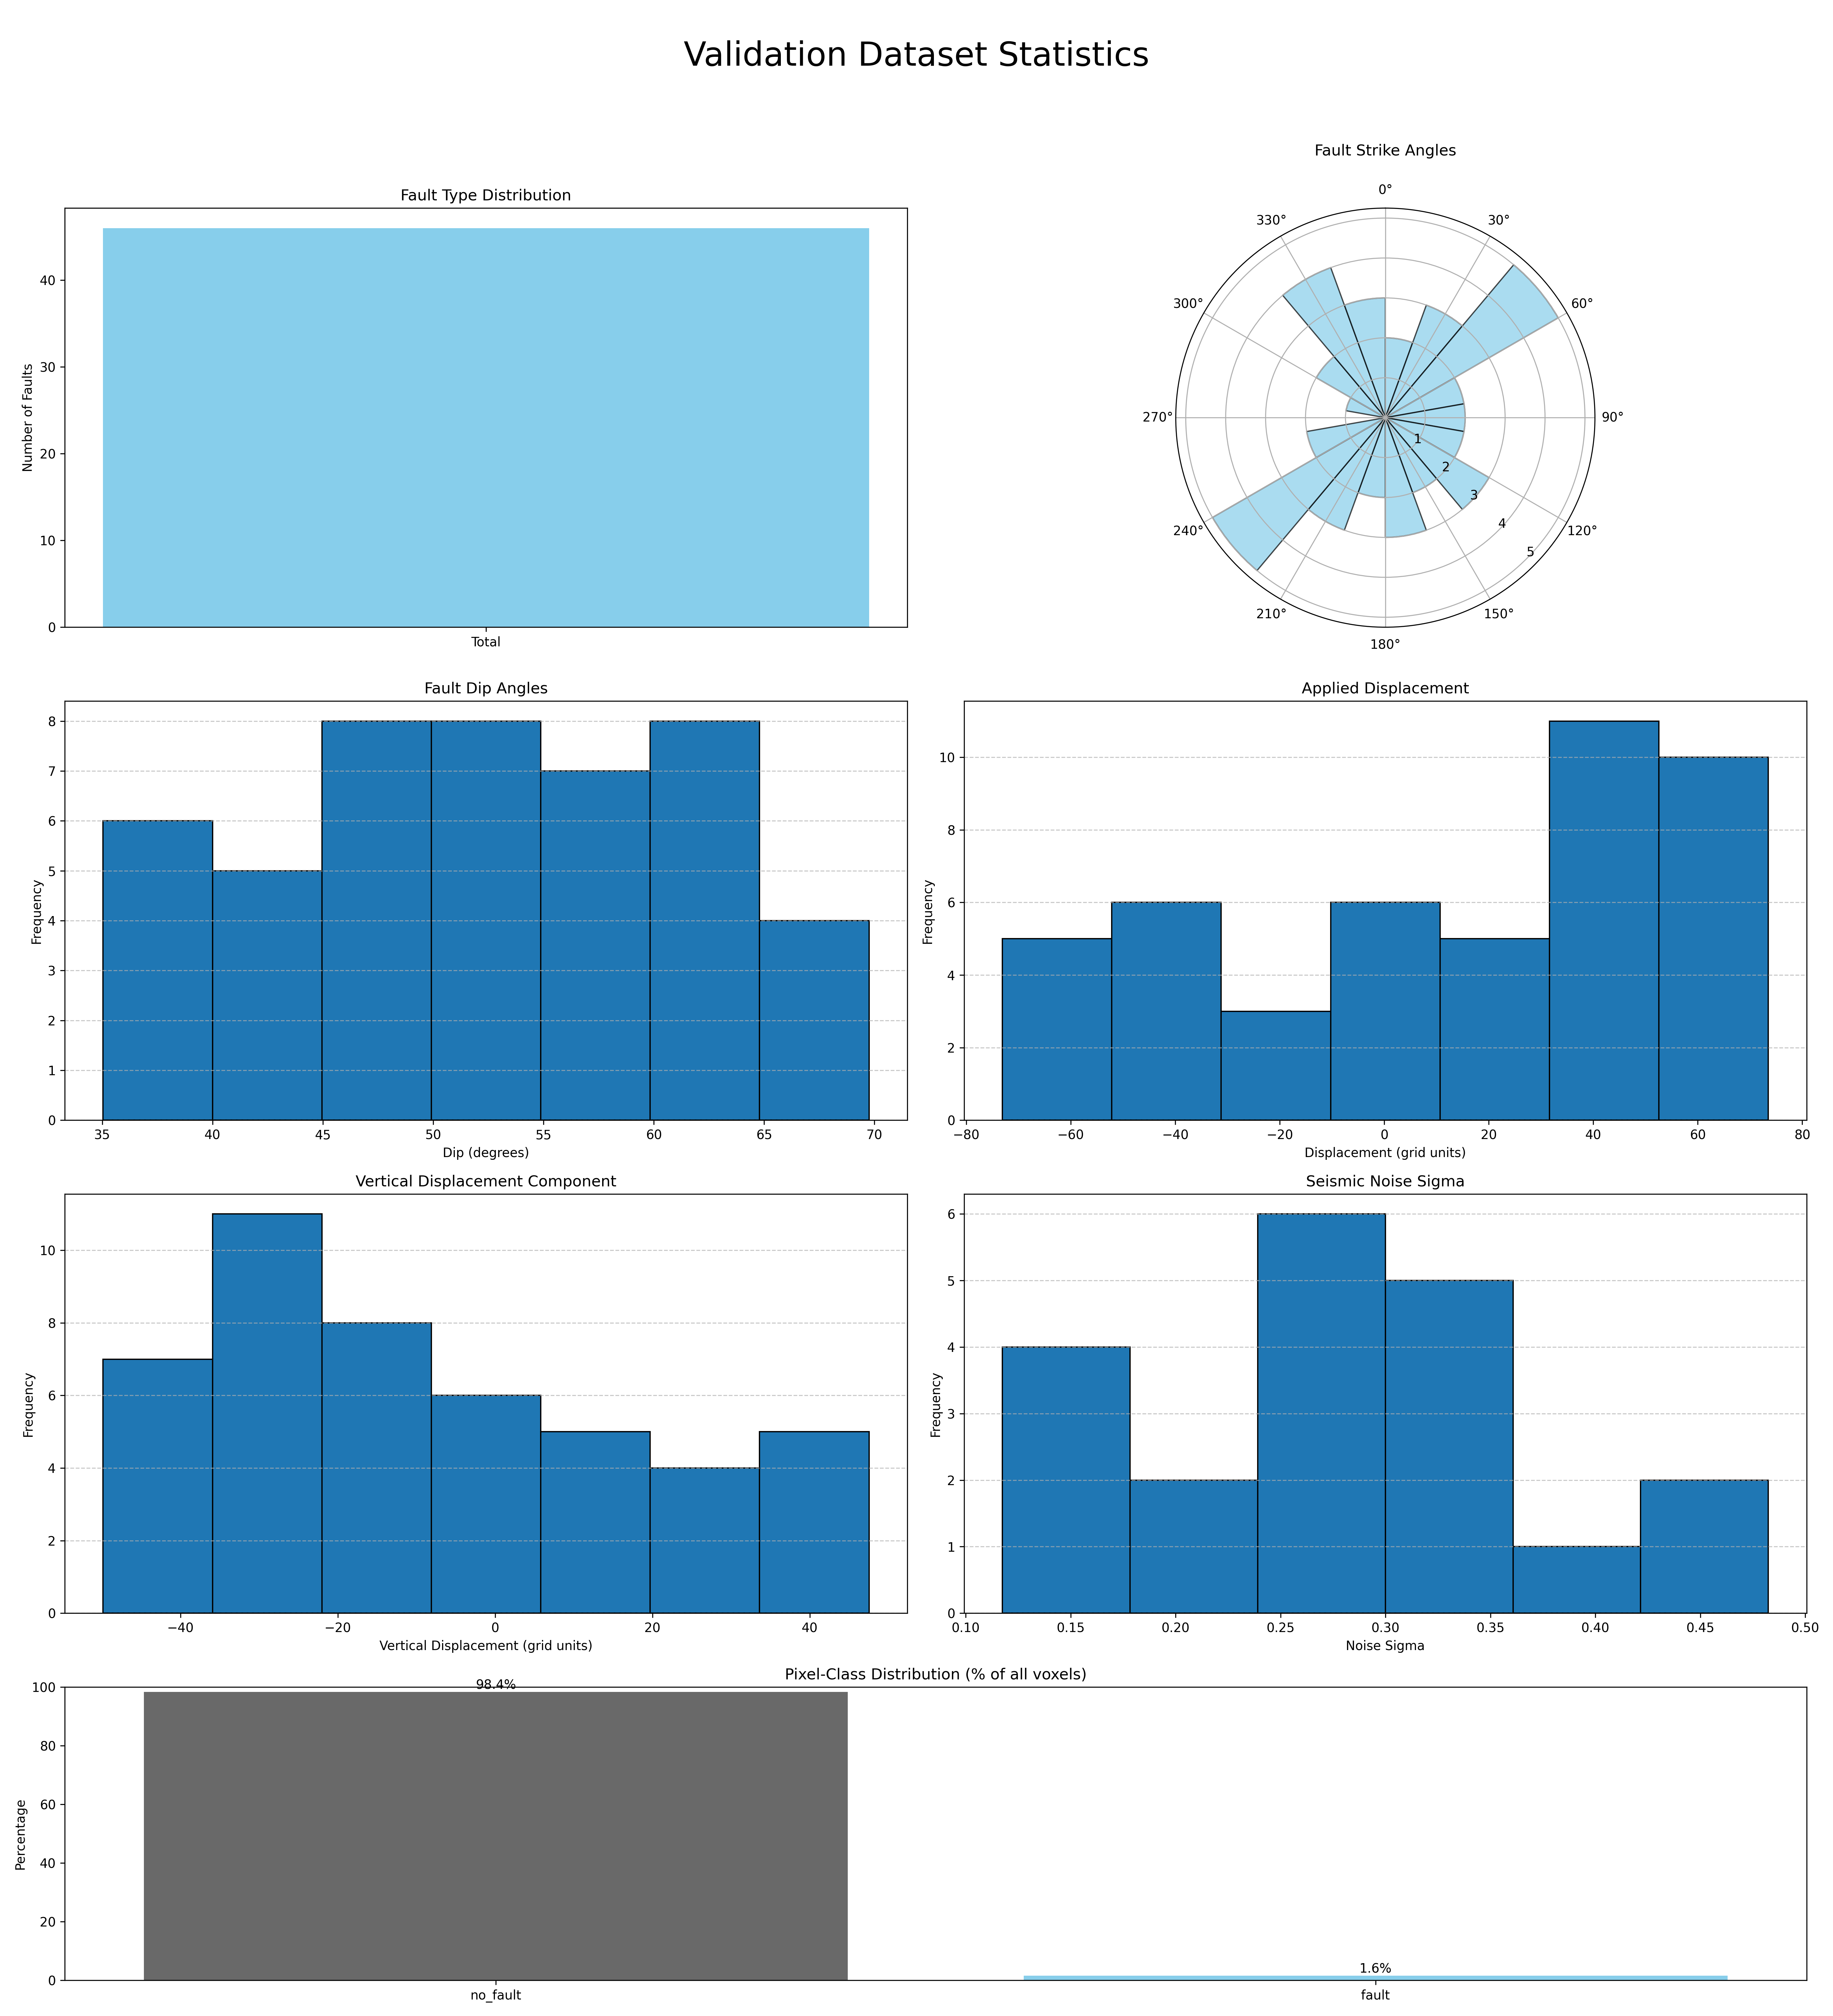 Validation Dataset Statistics
Fault Type Distribution
Number of Faults
0
10
20
30
40
Total
Fault Strike Angles
0°
30°
60°
90°
120°
150°
180°
210°
240°
270°
300°
330°
1
2
3
4
5
Fault Dip Angles
Frequency
0
1
2
3
4
5
6
7
8
35 40 45 50 55 60 65 70
Dip (degrees)
Applied Displacement
Frequency
0
2
4
6
8
10
−80 −60 −40 −20 0 20 40 60 80
Displacement (grid units)
Vertical Displacement Component
Frequency
0
2
4
6
8
10
−40 −20 0 20 40
Vertical Displacement (grid units)
Seismic Noise Sigma
Frequency
0
1
2
3
4
5
6
0.10 0.15 0.20 0.25 0.30 0.35 0.40 0.45 0.50
Noise Sigma
Pixel-Class Distribution (% of all voxels)
Percentage
0
20
40
60
80
100
98.4%
1.6%
no_fault fault